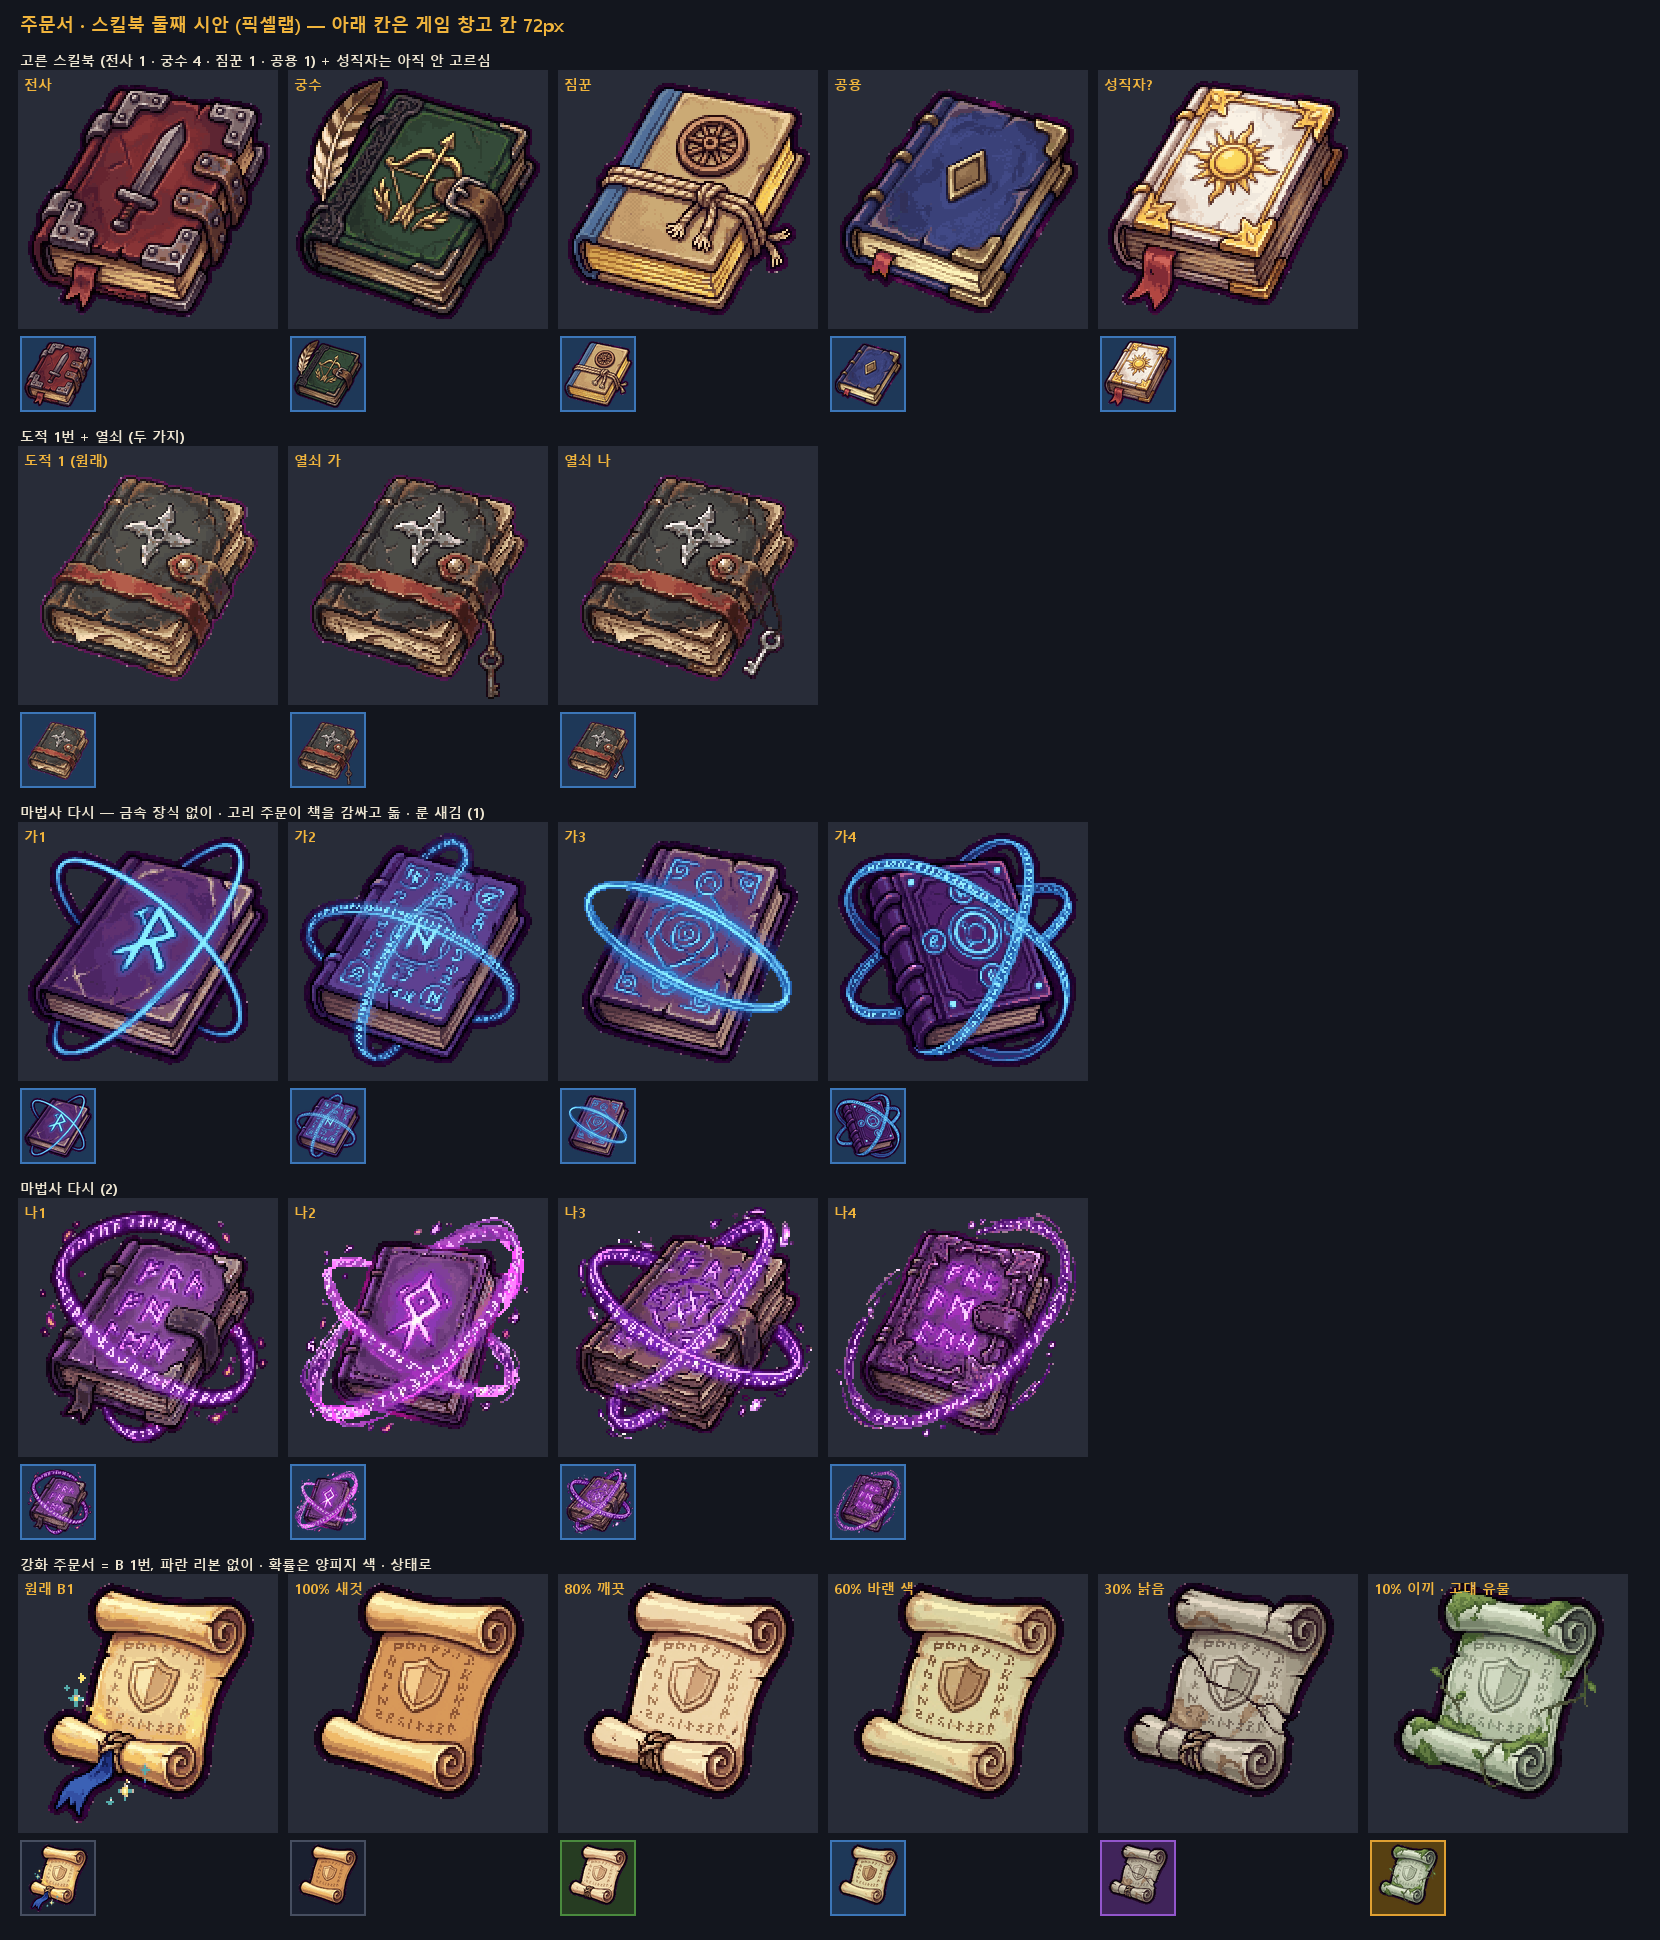 주문서 · 스킬북 둘째 시안 (픽셀랩) — 아래 칸은 게임 창고 칸 72px
고른 스킬북 (전사 1 · 궁수 4 · 짐꾼 1 · 공용 1) + 성직자는 아직 안 고르심
전사
궁수
짐꾼
공용
성직자?
도적 1번 + 열쇠 (두 가지)
도적 1 (원래)
열쇠 가
열쇠 나
마법사 다시 — 금속 장식 없이 · 고리 주문이 책을 감싸고 돎 · 룬 새김 (1)
가1
가2
가3
가4
마법사 다시 (2)
나1
나2
나3
나4
강화 주문서 = B 1번, 파란 리본 없이 · 확률은 양피지 색 · 상태로
원래 B1
100% 새것
80% 깨끗
60% 바랜 색
30% 낡음
10% 이끼 · 고대 유물